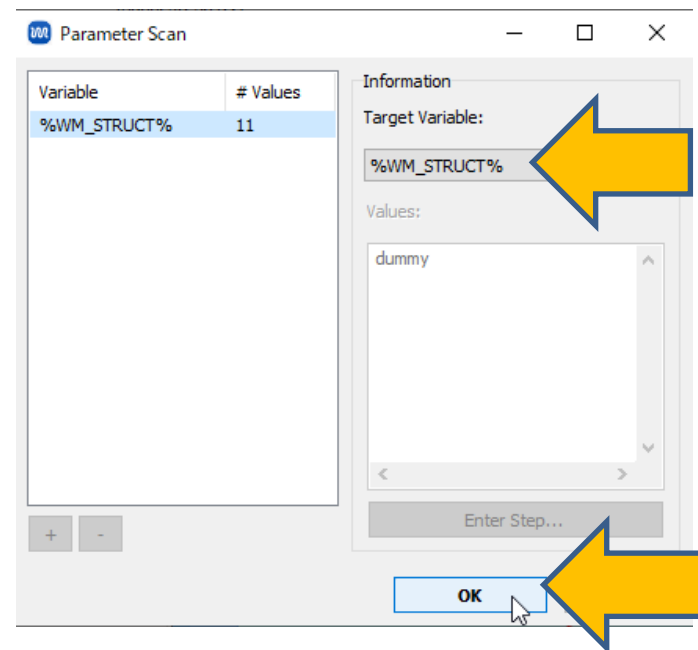 Parameter Scan
Variable # Values
%WM_STRUCT% 11
Information
Target Variable:
%WM_STRUCT%
Values:
dummy
Enter Step...
+ -
OK